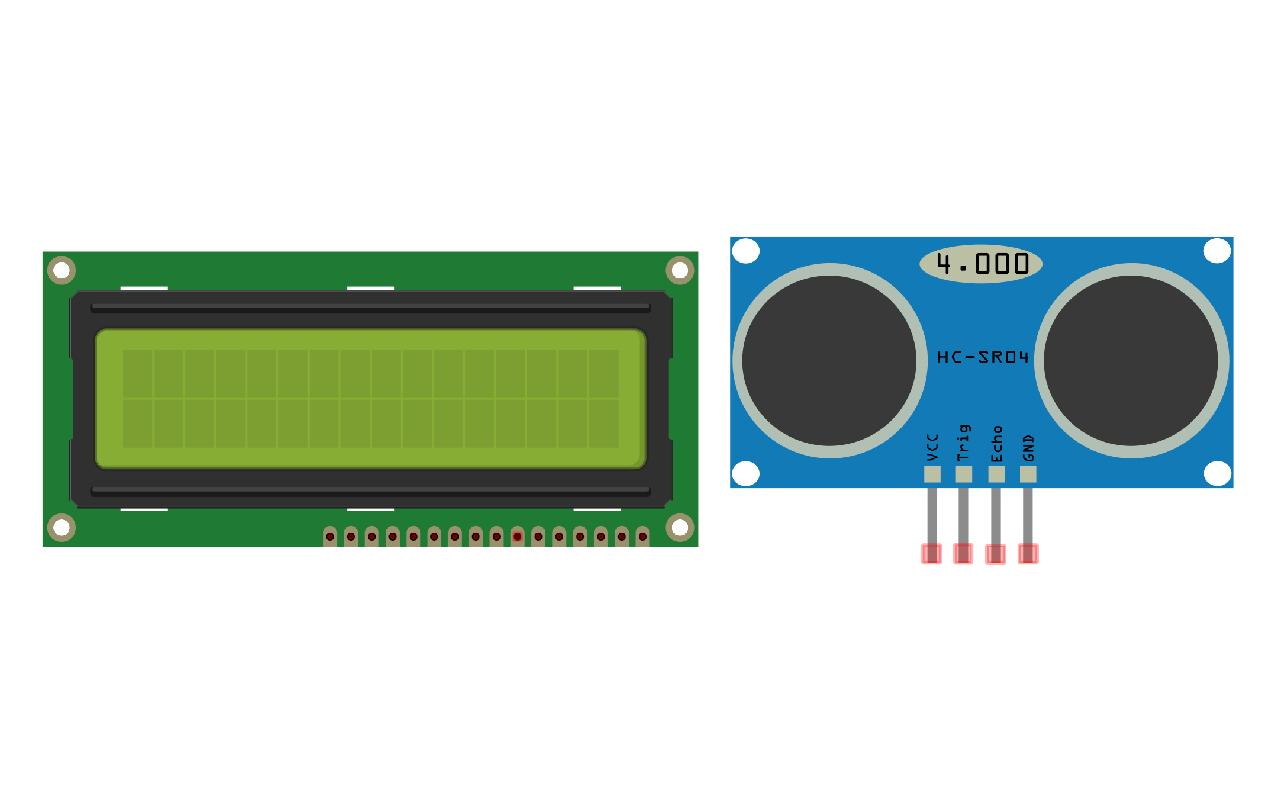 4.000
HC-SR04
VCC
Trig
Echo
GND